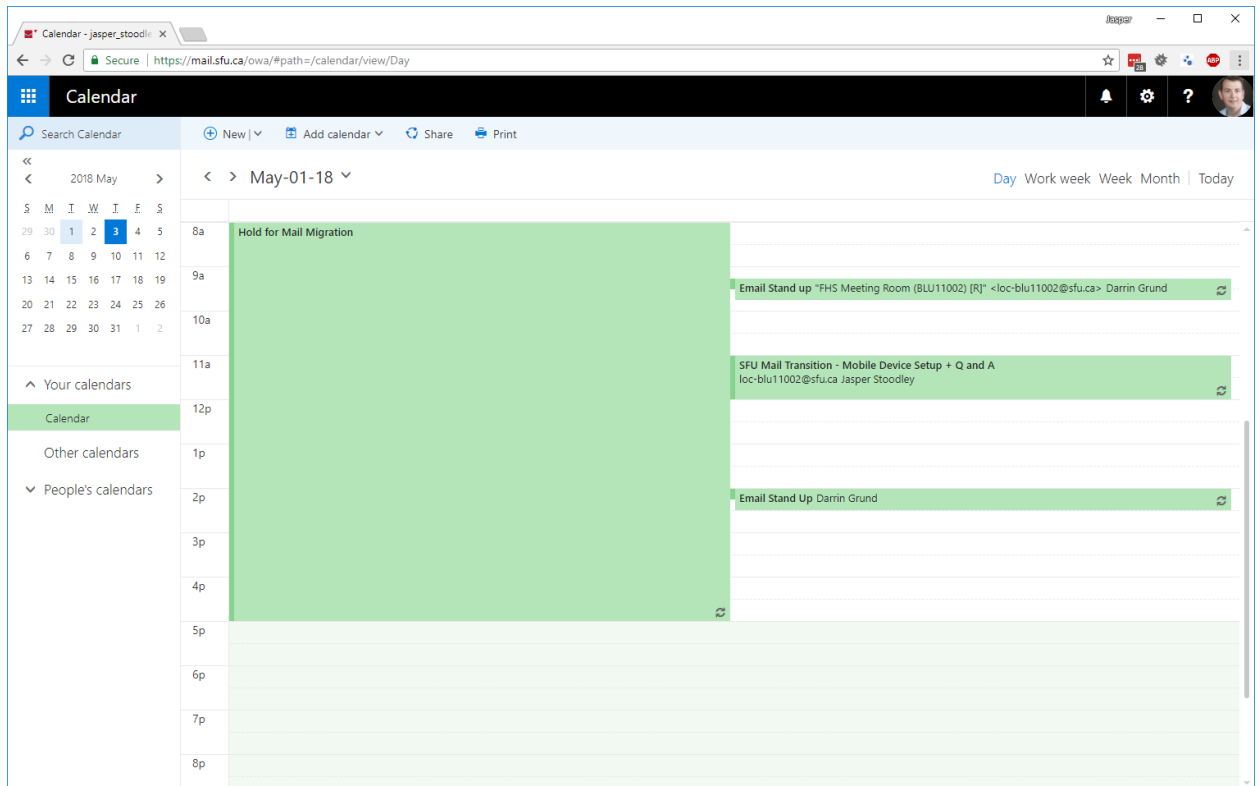 Jasper
Calendar - jasper_stoodle
Secure https://mail.sfu.ca/owa/#path=/calendar/view/Day
28 ABP
Calendar ?
Search Calendar New Add calendar Share Print
2018 May May-01-18 Day Work week Week Month Today
S M T W T F S
29 30 1 2 3 4 5
6 7 8 9 10 11 12
13 14 15 16 17 18 19
20 21 22 23 24 25 26
27 28 29 30 31 1 2
Your calendars
Calendar
Other calendars
People's calendars
8a Hold for Mail Migration
9a
Email Stand up "FHS Meeting Room (BLU11002) [R]" <loc-blu11002@sfu.ca> Darrin Grund
10a
11a SFU Mail Transition - Mobile Device Setup + Q and A
loc-blu11002@sfu.ca Jasper Stoodley
12p
1p
2p Email Stand Up Darrin Grund
3p
4p
5p
6p
7p
8p